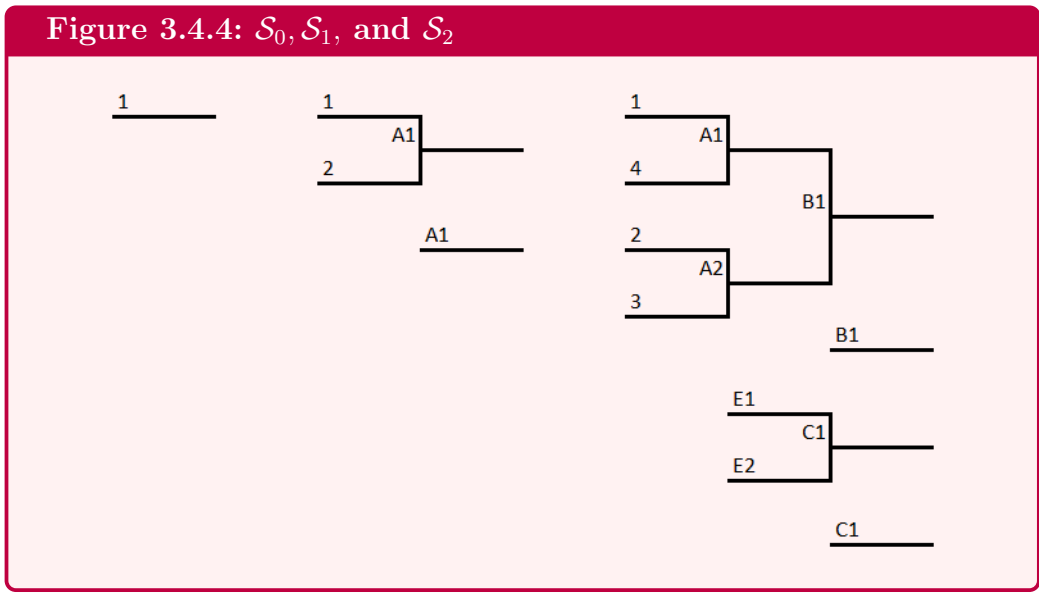 Figure 3.4.4: S₀, S₁, and S₂
1
A1
2
A1
1
A1
4
B1
2
A2
3
B1
E1
C1
E2
C1
1